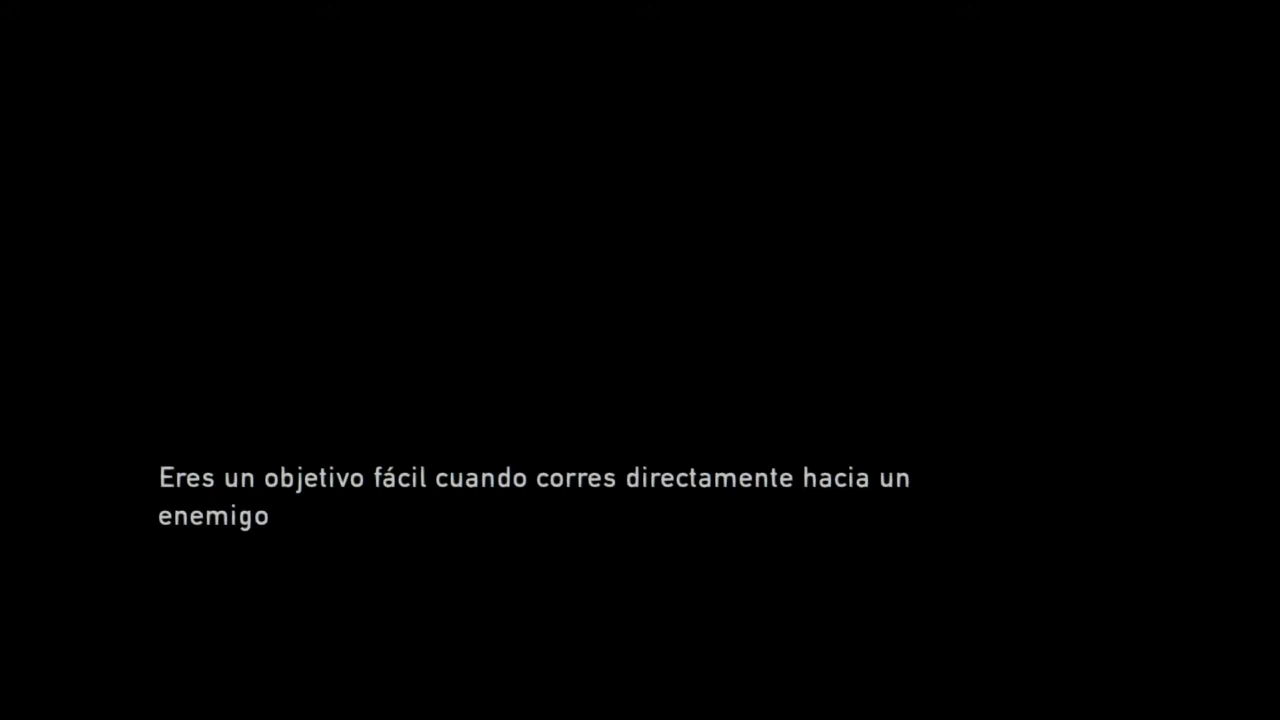 Eres un objetivo fácil cuando corres directamente hacia un
enemigo